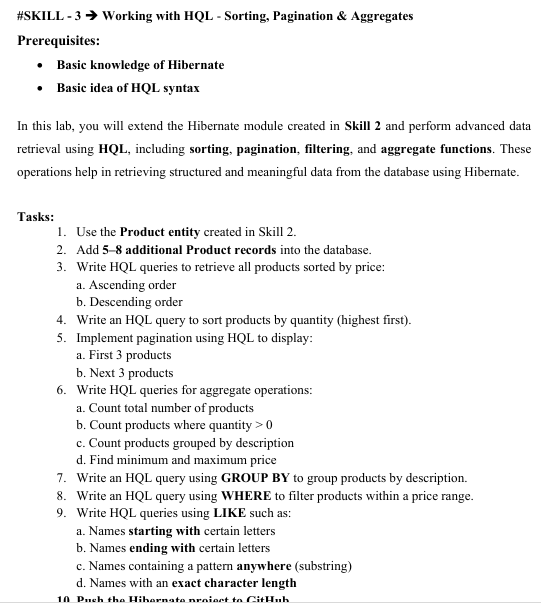 #SKILL - 3 ➔ Working with HQL - Sorting, Pagination & Aggregates
Prerequisites:
• Basic knowledge of Hibernate
• Basic idea of HQL syntax
In this lab, you will extend the Hibernate module created in Skill 2 and perform advanced data
retrieval using HQL, including sorting, pagination, filtering, and aggregate functions. These
operations help in retrieving structured and meaningful data from the database using Hibernate.
Tasks:
1. Use the Product entity created in Skill 2.
2. Add 5–8 additional Product records into the database.
3. Write HQL queries to retrieve all products sorted by price:
a. Ascending order
b. Descending order
4. Write an HQL query to sort products by quantity (highest first).
5. Implement pagination using HQL to display:
a. First 3 products
b. Next 3 products
6. Write HQL queries for aggregate operations:
a. Count total number of products
b. Count products where quantity > 0
c. Count products grouped by description
d. Find minimum and maximum price
7. Write an HQL query using GROUP BY to group products by description.
8. Write an HQL query using WHERE to filter products within a price range.
9. Write HQL queries using LIKE such as:
a. Names starting with certain letters
b. Names ending with certain letters
c. Names containing a pattern anywhere (substring)
d. Names with an exact character length
10. Push the Hibernate project to GitHub